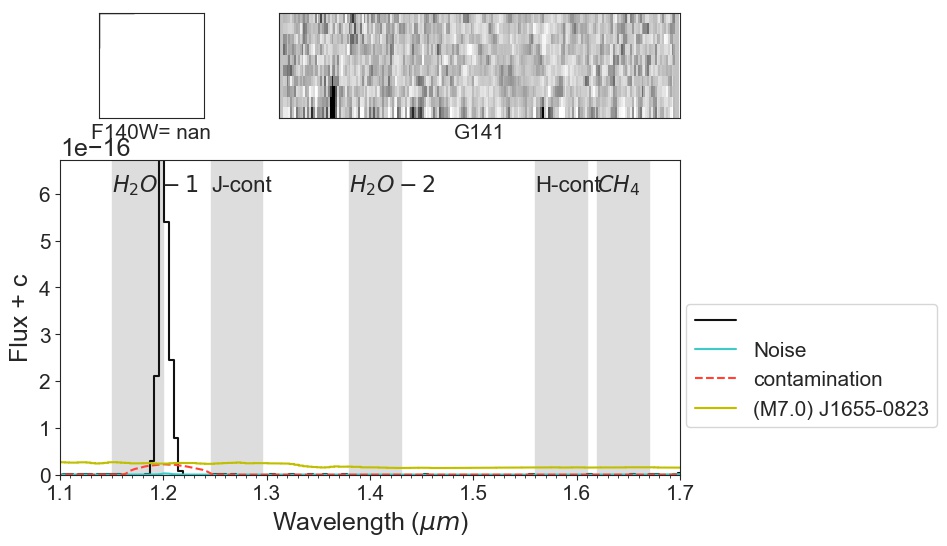 F140W= nan
G141
1e−16
H₂O − 1
J-cont
H₂O − 2
H-cont
CH₄
6
5
4
3
2
1
0
Flux + c
1.1
1.2
1.3
1.4
1.5
1.6
1.7
Wavelength (μm)
Noise
contamination
(M7.0) J1655-0823